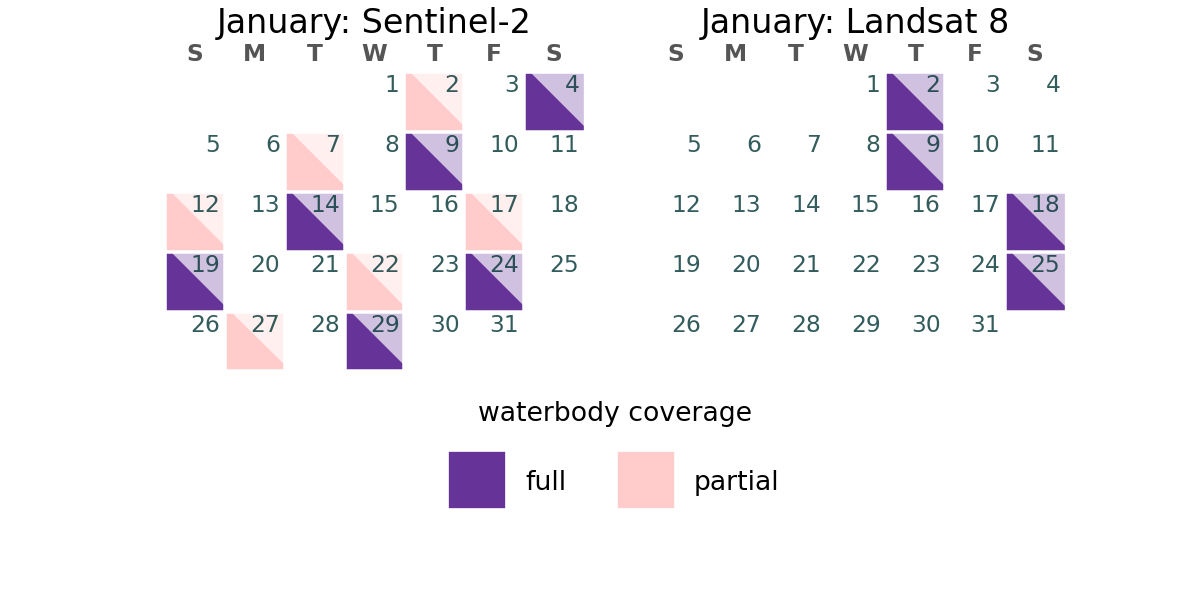 January: Sentinel-2
S M T W T F S
1 2 3 4
5 6 7 8 9 10 11
12 13 14 15 16 17 18
19 20 21 22 23 24 25
26 27 28 29 30 31
January: Landsat 8
S M T W T F S
1 2 3 4
5 6 7 8 9 10 11
12 13 14 15 16 17 18
19 20 21 22 23 24 25
26 27 28 29 30 31
waterbody coverage
full partial